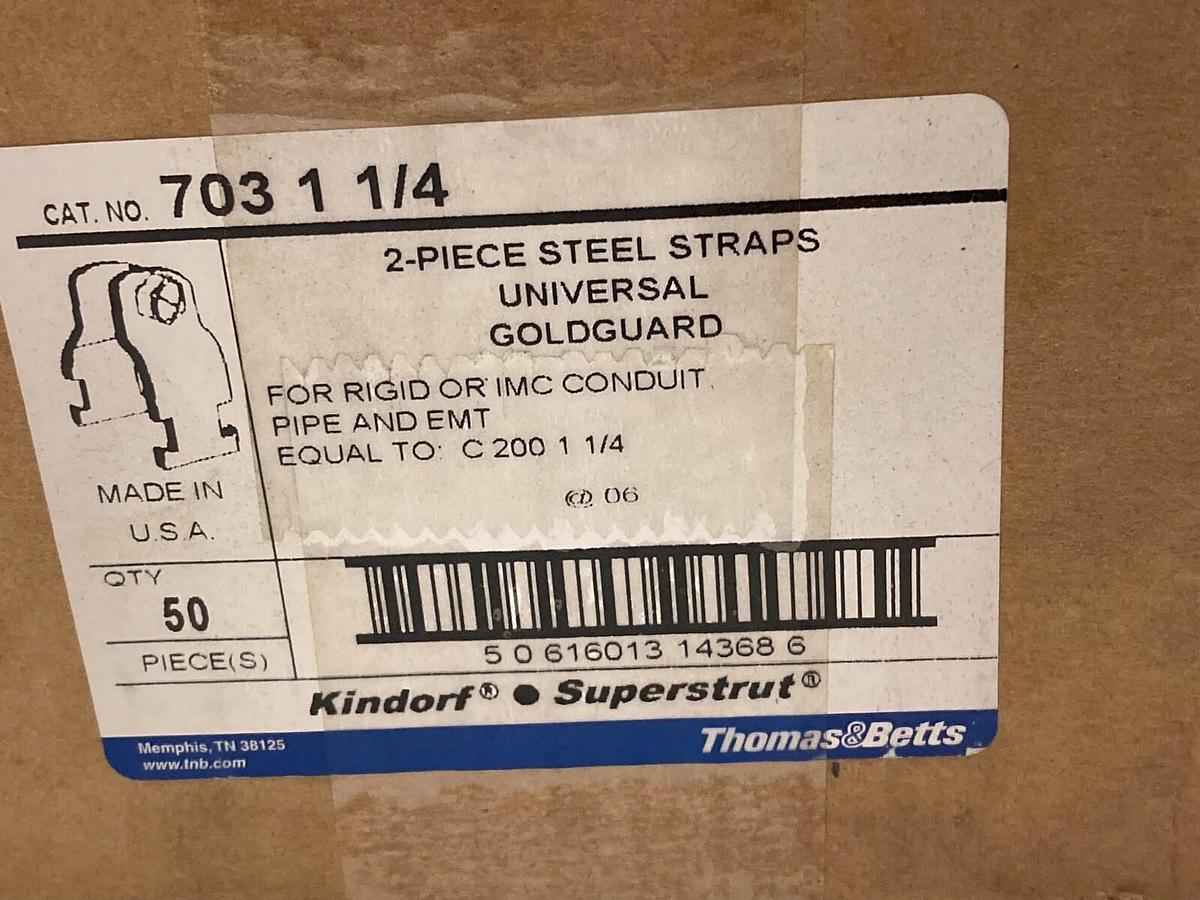 CAT. NO. 703 1 1/4
2-PIECE STEEL STRAPS
UNIVERSAL
GOLDGUARD
FOR RIGID OR IMC CONDUIT,
PIPE AND EMT
EQUAL TO: C 200 1 1/4
06
MADE IN
U.S.A.
QTY
50
PIECE(S)
5 0 616013 14368 6
Kindorf® ● Superstrut®
Memphis, TN 38125
www.tnb.com
Thomas&Betts